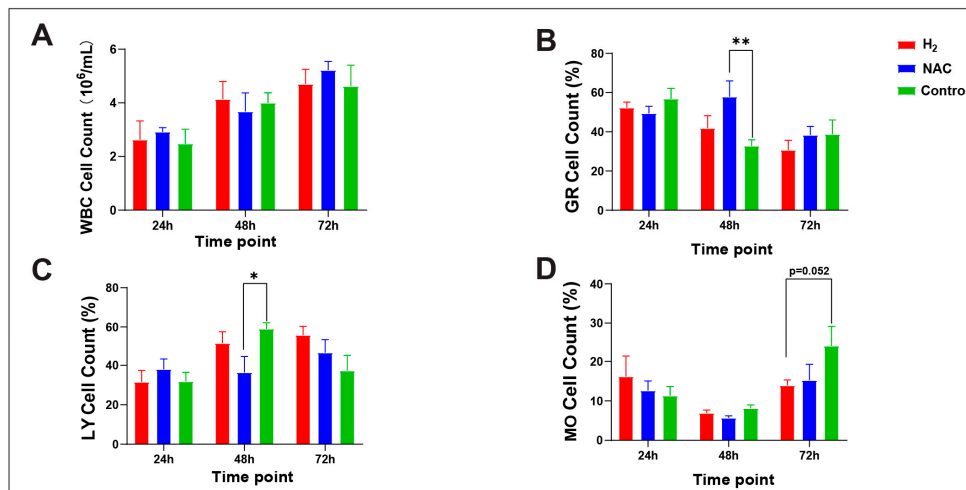 A
WBC Cell Count（10⁶/mL）
6
4
2
0
24h
48h
72h
Time point
B
GR Cell Count (%)
80
60
40
20
0
**
24h
48h
72h
Time point
H₂
NAC
Contro
C
LY Cell Count (%)
80
60
40
20
0
*
24h
48h
72h
Time point
D
MO Cell Count (%)
40
30
20
10
0
p=0.052
24h
48h
72h
Time point